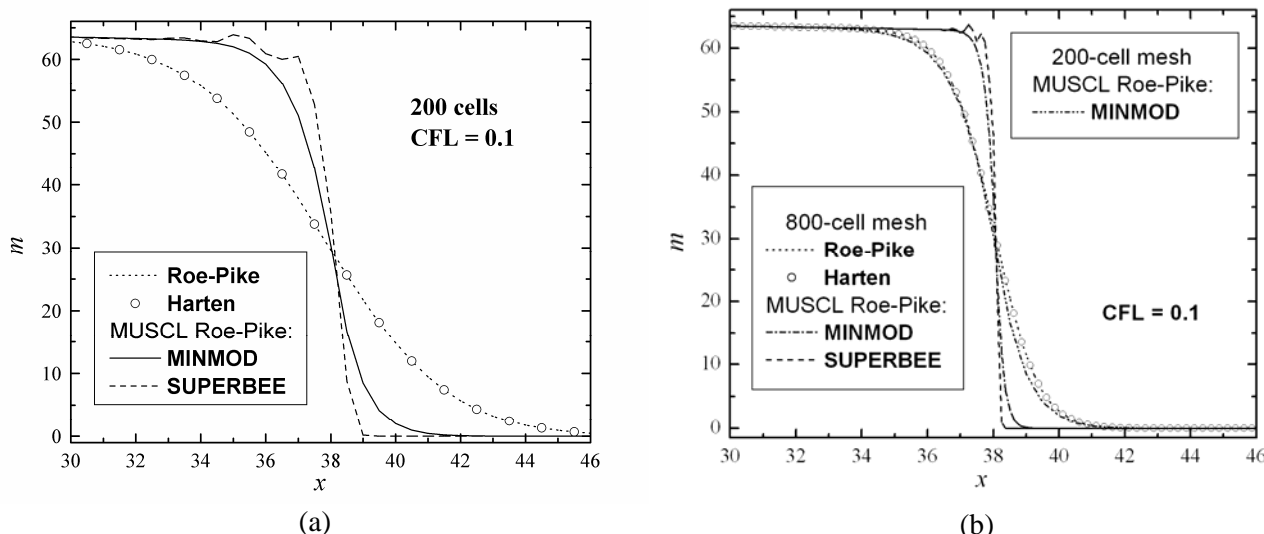 60
50
40
30
20
10
0
m
200 cells
CFL = 0.1
Roe-Pike
Harten
MUSCL Roe-Pike:
MINMOD
SUPERBEE
30 32 34 36 38 40 42 44 46
x
(a)
60
50
40
30
20
10
0
m
200-cell mesh
MUSCL Roe-Pike:
MINMOD
800-cell mesh
Roe-Pike
Harten
MUSCL Roe-Pike:
MINMOD
SUPERBEE
CFL = 0.1
30 32 34 36 38 40 42 44 46
x
(b)